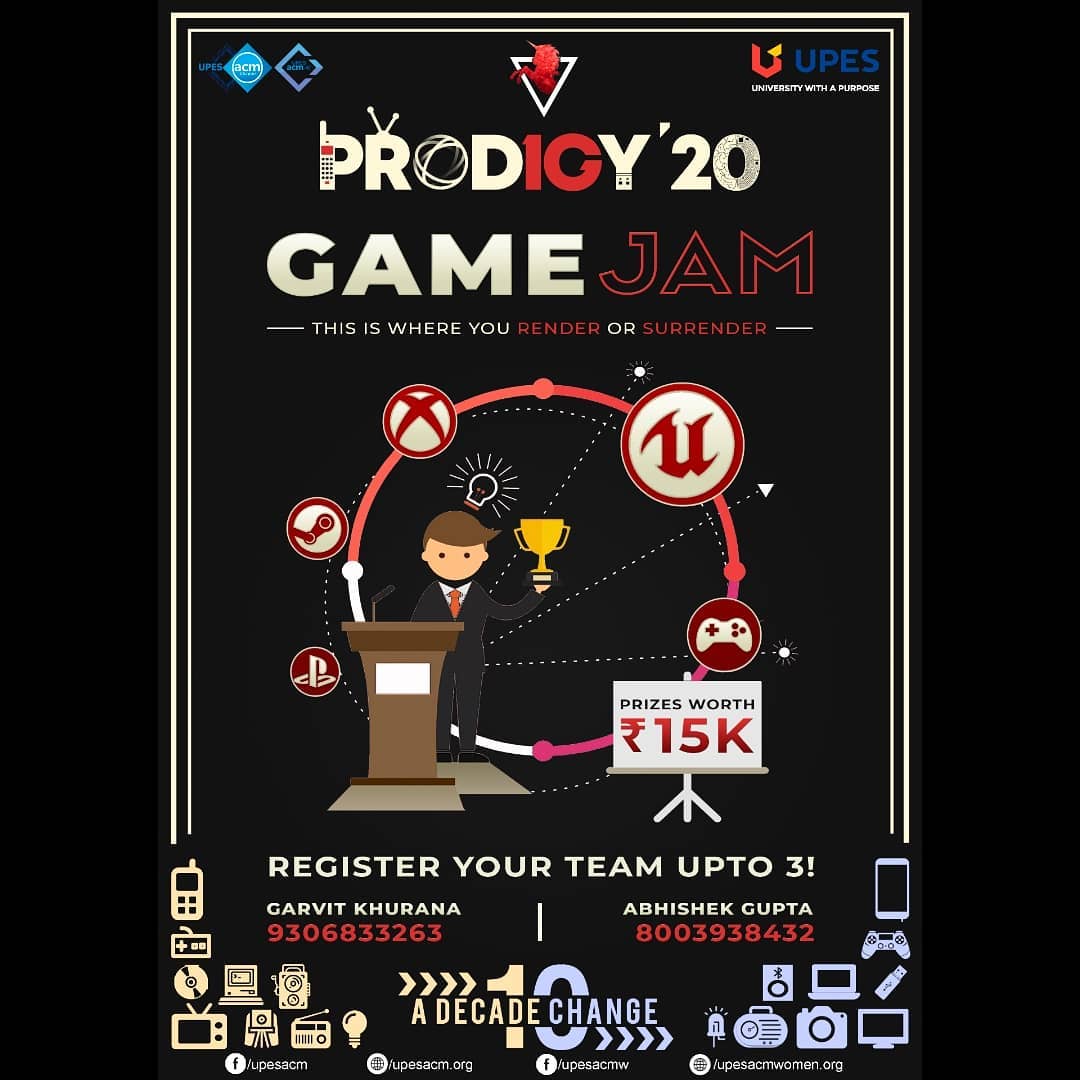 UPES acm
acm-w
UPES
UNIVERSITY WITH A PURPOSE
PROD1GY'20
GAME JAM
THIS IS WHERE YOU RENDER OR SURRENDER
PRIZES WORTH
₹15K
REGISTER YOUR TEAM UPTO 3!
GARVIT KHURANA
9306833263
ABHISHEK GUPTA
8003938432
10
A DECADE CHANGE
/upesacm
/upesacm.org
/upesacmw
/upesacmwomen.org